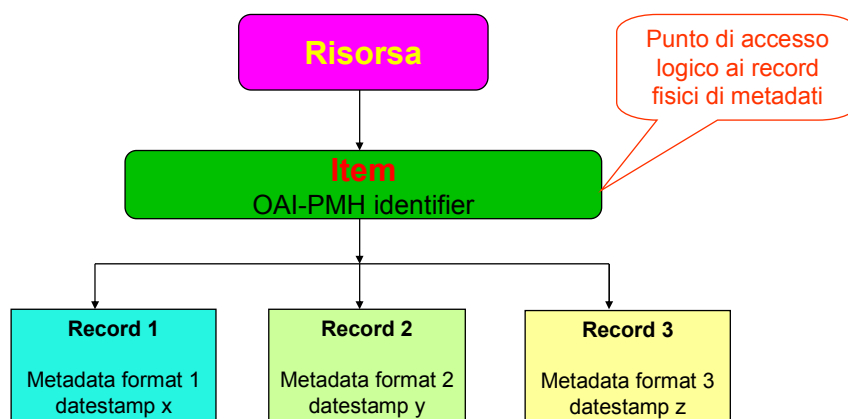 Risorsa
Punto di accesso
logico ai record
fisici di metadati
Item
OAI-PMH identifier
Record 1
Metadata format 1
datestamp x
Record 2
Metadata format 2
datestamp y
Record 3
Metadata format 3
datestamp z